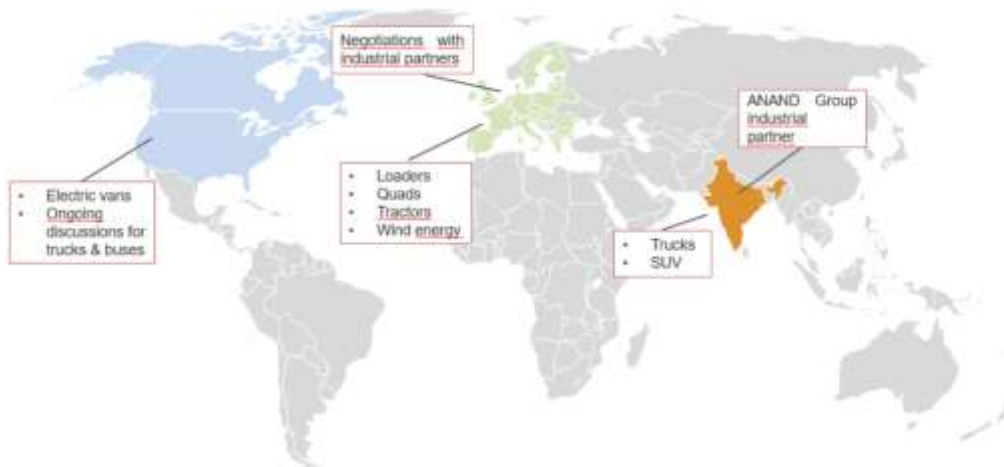 Negotiations with
industrial partners
ANAND Group
industrial
partner
• Electric vans
• Ongoing
discussions for
trucks & buses
• Loaders
• Quads
• Tractors
• Wind energy
• Trucks
• SUV